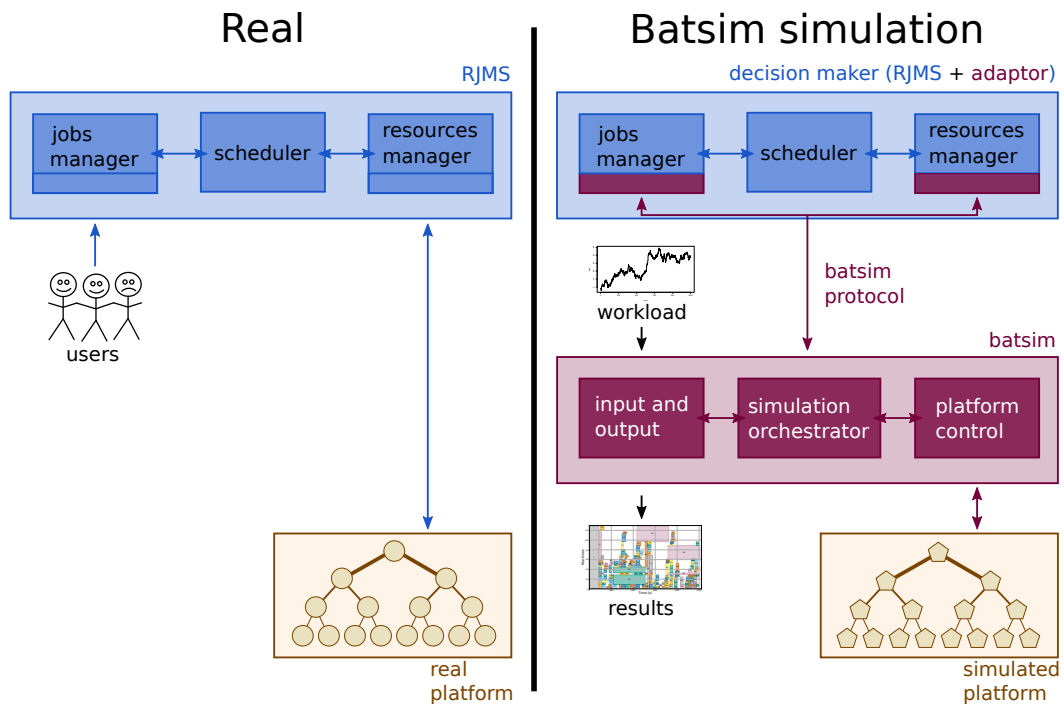 Real
RJMS
jobs
manager
scheduler
resources
manager
users
real
platform
Batsim simulation
decision maker (RJMS + adaptor)
jobs
manager
scheduler
resources
manager
batsim
protocol
workload
batsim
input and
output
simulation
orchestrator
platform
control
results
simulated
platform